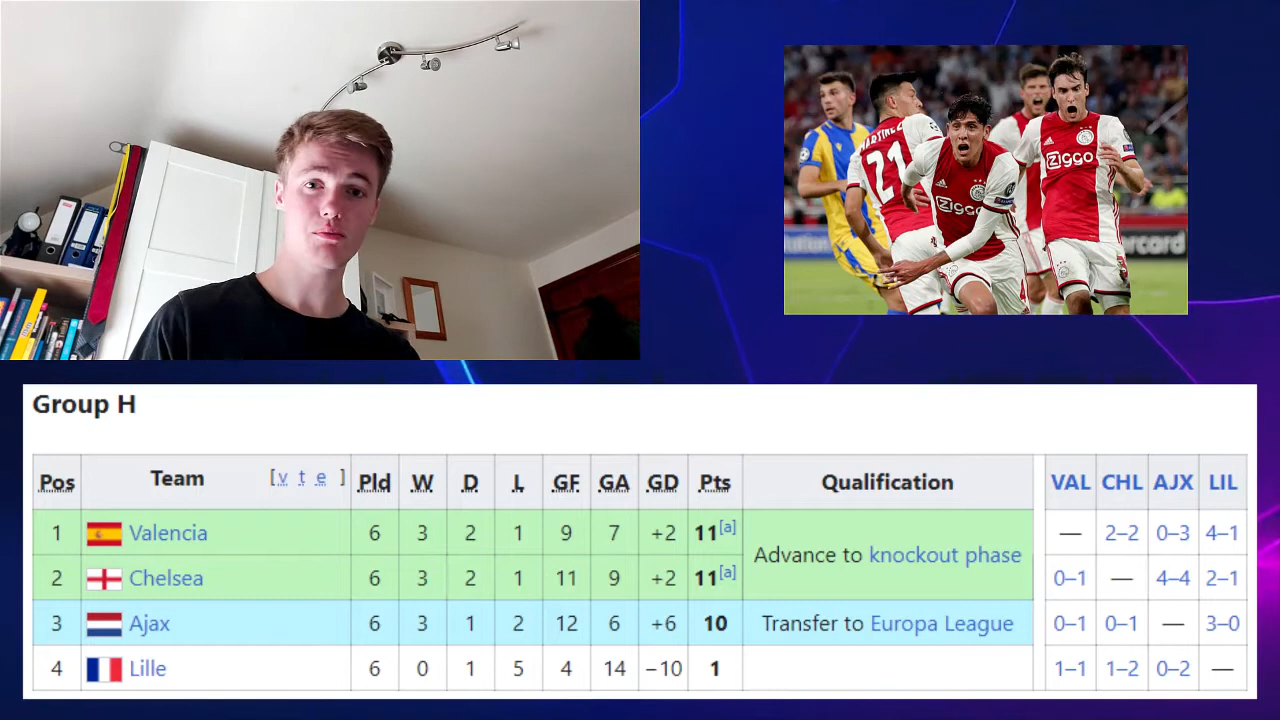 MARTINEZ
21
Ziggo
Ziggo
ercard
Group H
Pos Team [v t e] Pld W D L GF GA GD Pts Qualification VAL CHL AJX LIL
1 Valencia 6 3 2 1 9 7 +2 11[a] Advance to knockout phase — 2–2 0–3 4–1
2 Chelsea 6 3 2 1 11 9 +2 11[a] 0–1 — 4–4 2–1
3 Ajax 6 3 1 2 12 6 +6 10 Transfer to Europa League 0–1 0–1 — 3–0
4 Lille 6 0 1 5 4 14 −10 1 1–1 1–2 0–2 —